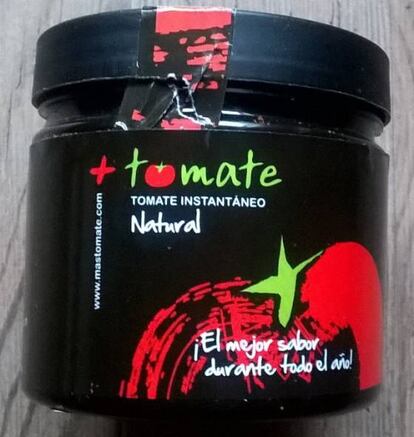 + tomate
TOMATE INSTANTÁNEO
Natural
www.mastomate.com
¡El mejor sabor
durante todo el año!